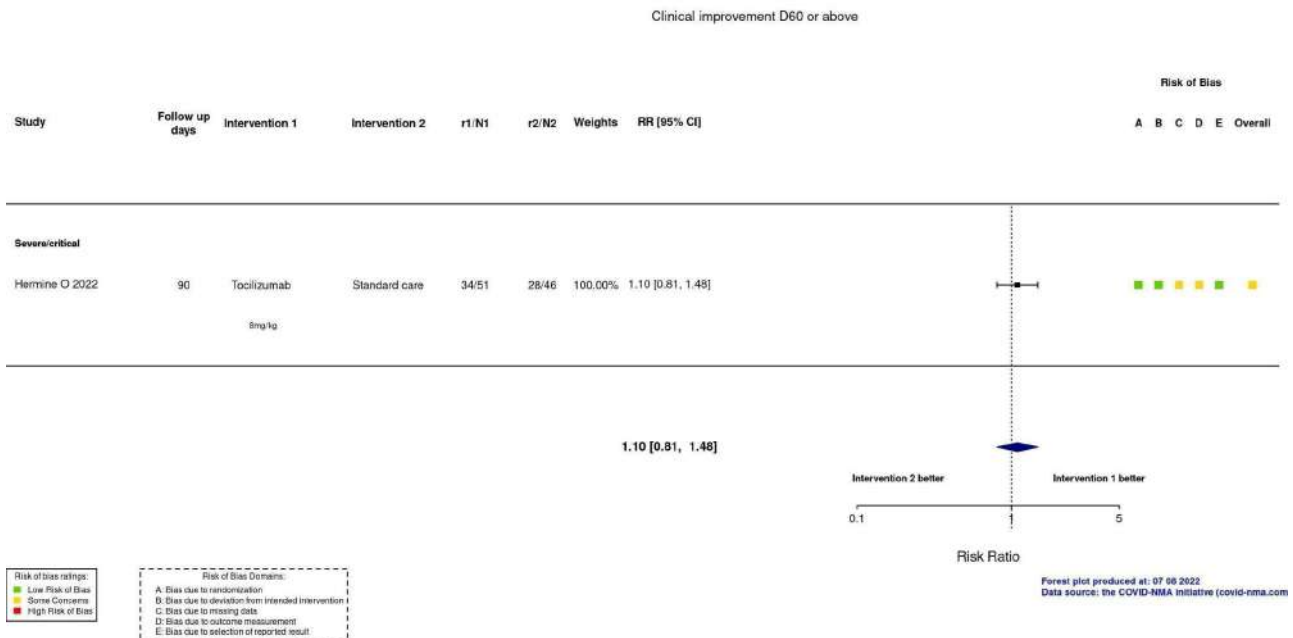 Clinical improvement D60 or above
Risk of Bias
Study Follow up days Intervention 1 Intervention 2 r1/N1 r2/N2 Weights RR [95% CI] A B C D E Overall
Severe/critical
Hermine O 2022 90 Tocilizumab Standard care 34/51 28/46 100.00% 1.10 [0.81, 1.48]
8mg/kg
1.10 [0.81, 1.48]
Intervention 2 better Intervention 1 better
0.1 1 5
Risk Ratio
Risk of bias ratings:
Low Risk of Bias
Some Concerns
High Risk of Bias
Risk of Bias Domains:
A: Bias due to randomization
B: Bias due to deviation from intended intervention
C: Bias due to missing data
D: Bias due to outcome measurement
E: Bias due to selection of reported result
Forest plot produced at: 07 06 2022
Data source: the COVID-NMA initiative (covid-nma.com